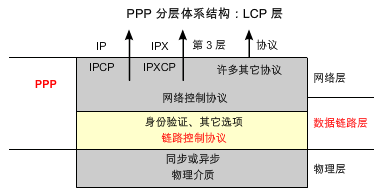 PPP 分层体系结构：LCP 层
IP IPX 第 3 层 协议
IPCP IPXCP 许多其它协议
网络层
PPP
网络控制协议
身份验证、其它选项
数据链路层
链路控制协议
同步或异步
物理层
物理介质